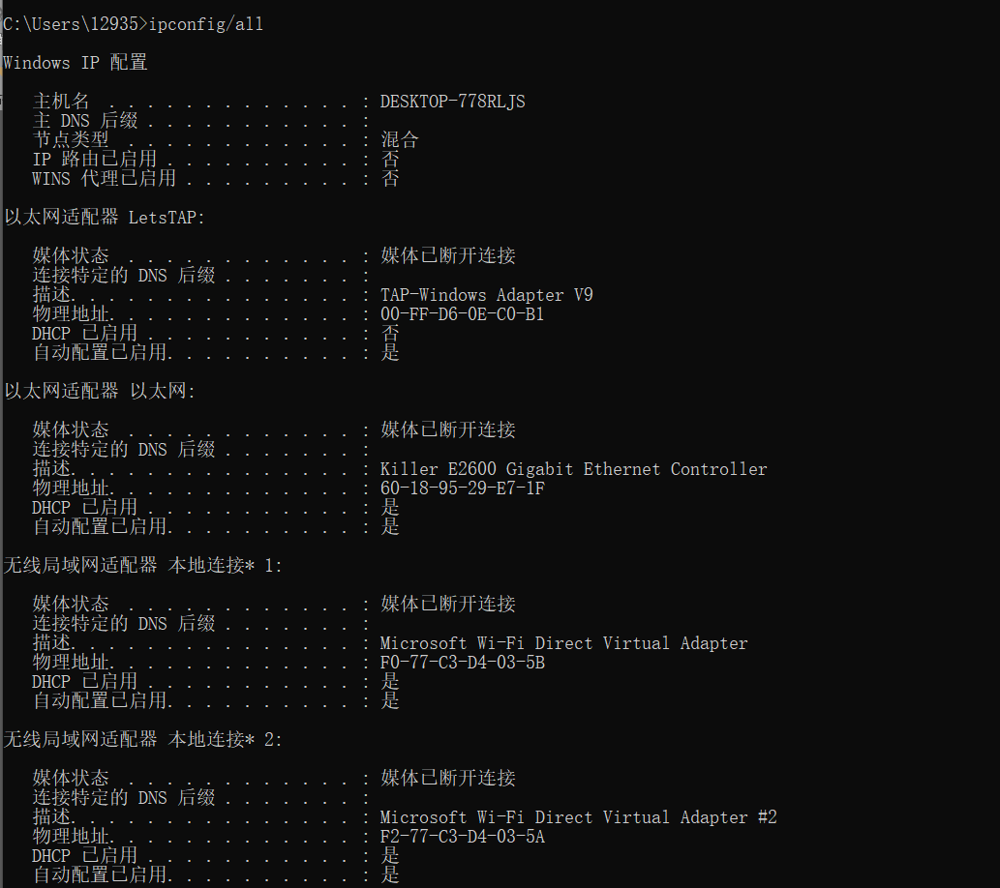 C:\Users\12935>ipconfig/all
Windows IP 配置
主机名 . . . . . . . . . . . . . : DESKTOP-778RLJS
主 DNS 后缀 . . . . . . . . . . . :
节点类型 . . . . . . . . . . . . : 混合
IP 路由已启用 . . . . . . . . . . : 否
WINS 代理已启用 . . . . . . . . . : 否
以太网适配器 LetsTAP:
媒体状态 . . . . . . . . . . . . : 媒体已断开连接
连接特定的 DNS 后缀 . . . . . . . :
描述. . . . . . . . . . . . . . . : TAP-Windows Adapter V9
物理地址. . . . . . . . . . . . . : 00-FF-D6-0E-C0-B1
DHCP 已启用 . . . . . . . . . . . : 否
自动配置已启用. . . . . . . . . . : 是
以太网适配器 以太网:
媒体状态 . . . . . . . . . . . . : 媒体已断开连接
连接特定的 DNS 后缀 . . . . . . . :
描述. . . . . . . . . . . . . . . : Killer E2600 Gigabit Ethernet Controller
物理地址. . . . . . . . . . . . . : 60-18-95-29-E7-1F
DHCP 已启用 . . . . . . . . . . . : 是
自动配置已启用. . . . . . . . . . : 是
无线局域网适配器 本地连接* 1:
媒体状态 . . . . . . . . . . . . : 媒体已断开连接
连接特定的 DNS 后缀 . . . . . . . :
描述. . . . . . . . . . . . . . . : Microsoft Wi-Fi Direct Virtual Adapter
物理地址. . . . . . . . . . . . . : F0-77-C3-D4-03-5B
DHCP 已启用 . . . . . . . . . . . : 是
自动配置已启用. . . . . . . . . . : 是
无线局域网适配器 本地连接* 2:
媒体状态 . . . . . . . . . . . . : 媒体已断开连接
连接特定的 DNS 后缀 . . . . . . . :
描述. . . . . . . . . . . . . . . : Microsoft Wi-Fi Direct Virtual Adapter #2
物理地址. . . . . . . . . . . . . : F2-77-C3-D4-03-5A
DHCP 已启用 . . . . . . . . . . . : 是
自动配置已启用. . . . . . . . . . : 是